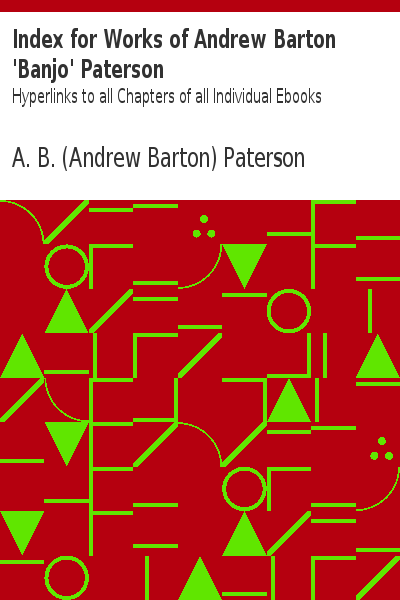 Index for Works of Andrew Barton
'Banjo' Paterson
Hyperlinks to all Chapters of all Individual Ebooks
A. B. (Andrew Barton) Paterson